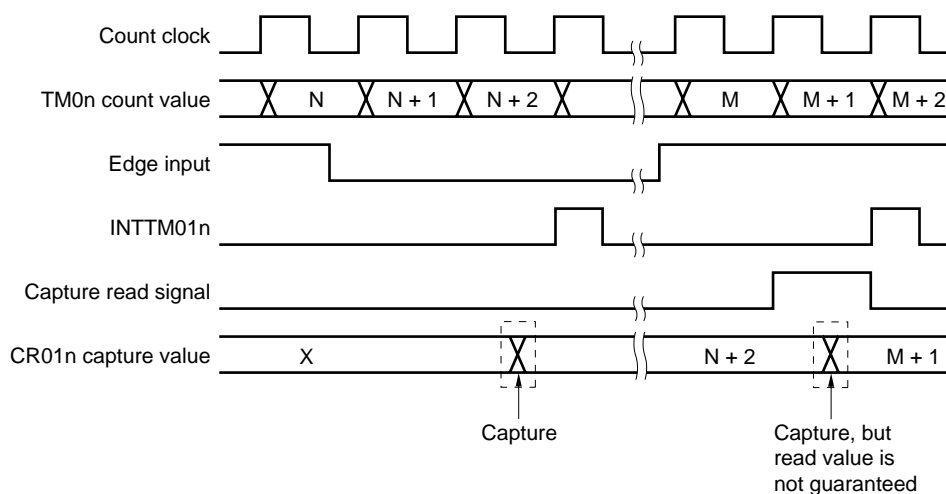 Count clock
TM0n count value
N
N + 1
N + 2
M
M + 1
M + 2
Edge input
INTTM01n
Capture read signal
CR01n capture value
X
N + 2
M + 1
Capture
Capture, but
read value is
not guaranteed